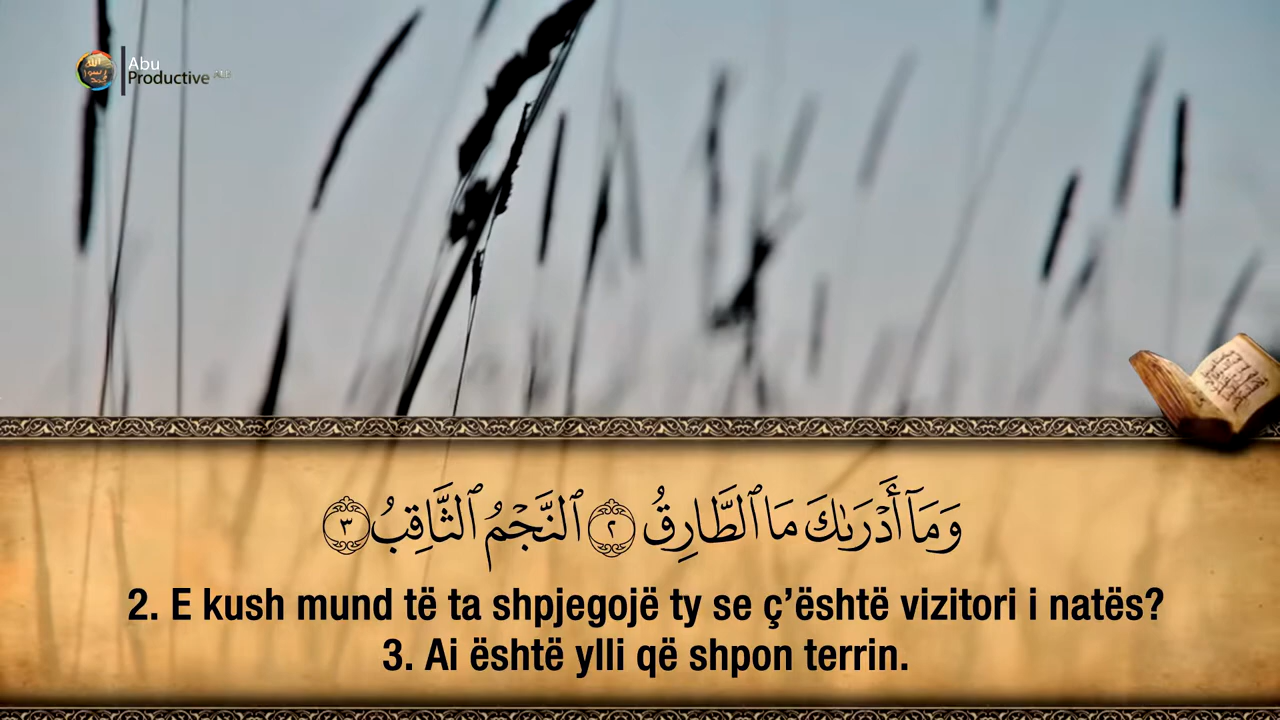 Abu
Productive
وَمَآ أَدْرَىٰكَ مَا ٱلطَّارِقُ ٢ ٱلنَّجْمُ ٱلثَّاقِبُ ٣
2. E kush mund të ta shpjegojë ty se ç’është vizitori i natës?
3. Ai është ylli që shpon terrin.